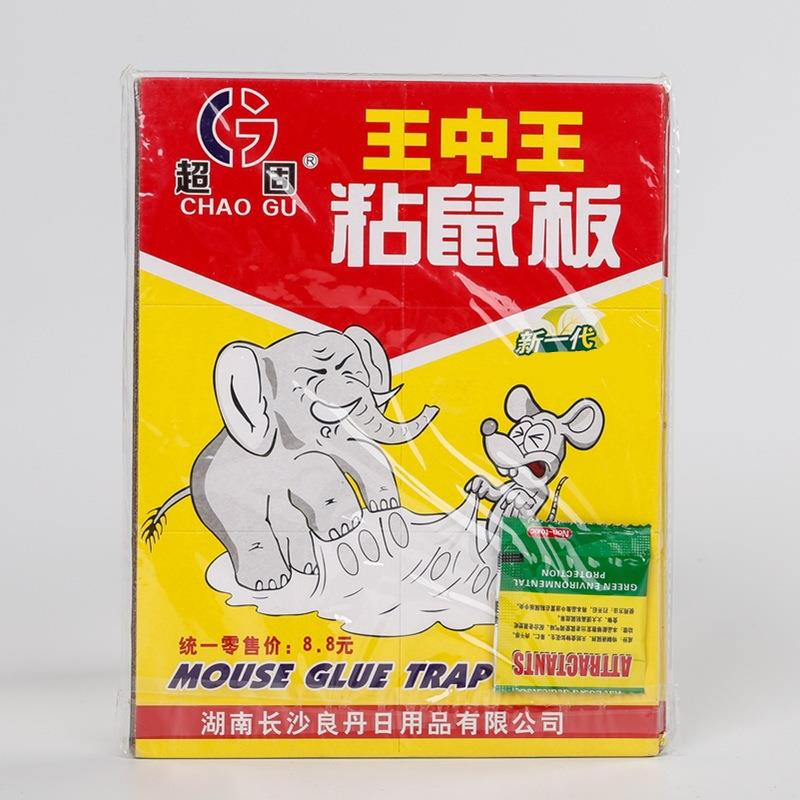 超固®
CHAO GU
王中王
粘鼠板
新一代
统一零售价：8.8元
MOUSE GLUE TRAP
湖南长沙良丹日用品有限公司
Non-toxic
GREEN ENVIRONMENTAL
PROTECTION
ATTRACTANTS